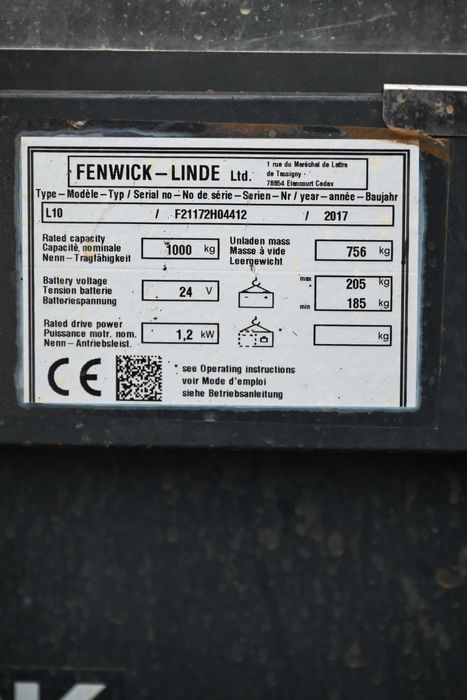 FENWICK-LINDE Ltd.
1 rue du Maréchal de Lattre
de Tassigny
78854 Elancourt Cedex
Type - Modèle - Typ / Serial no - No de série - Serien - Nr / year - année - Baujahr
L10 / F21172H04412 / 2017
Rated capacity
Capacité nominale
Nenn - Tragfähigkeit
1000 kg
Unladen mass
Masse à vide
Leergewicht
756 kg
Battery voltage
Tension batterie
Batteriespannung
24 V
max 205 kg
min 185 kg
Rated drive power
Puissance motr. nom.
Nenn - Antriebsleist.
1,2 kW
kg
CE
* see Operating instructions
voir Mode d'emploi
siehe Betriebsanleitung